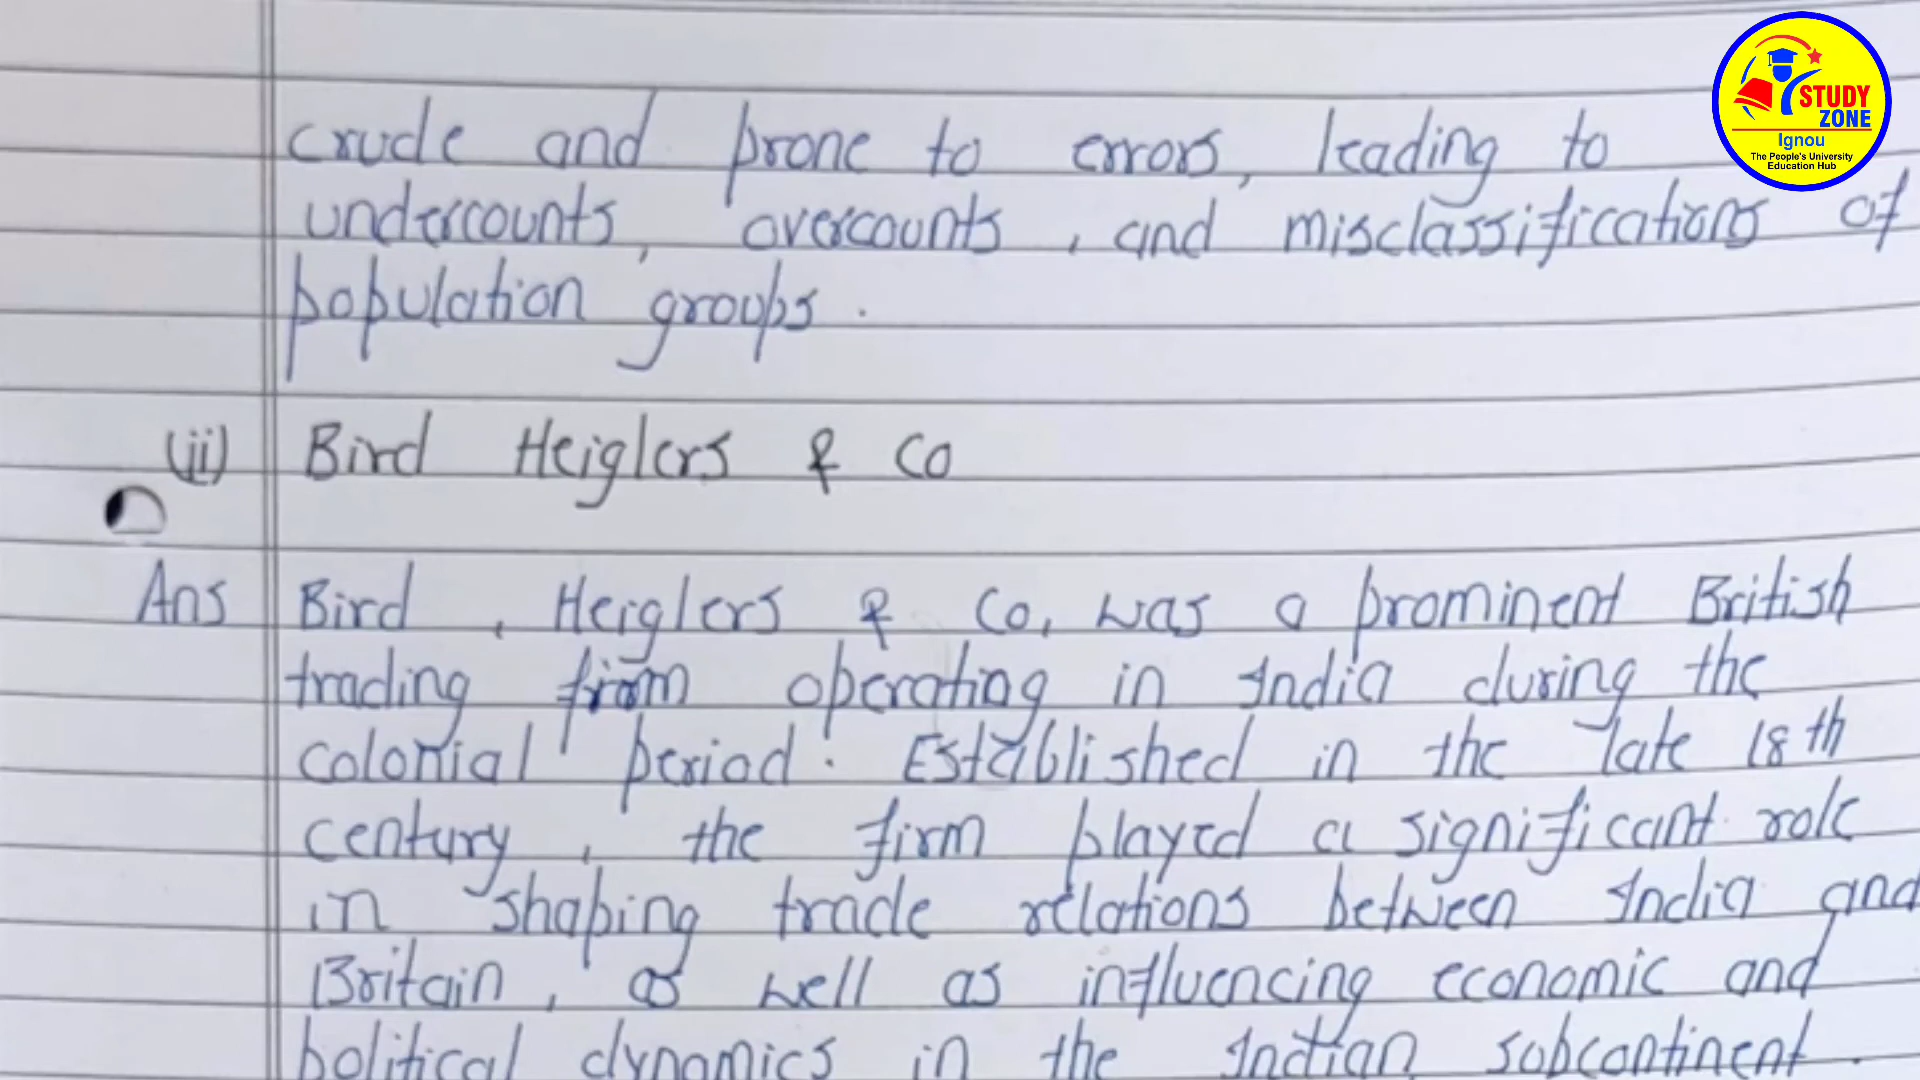 STUDY
ZONE
Ignou
The People's University
Education Hub
crude and prone to errors, leading to
undercounts, overcounts, and misclassifications of
population groups.
(ii) Bird Heiglers & Co
Ans Bird, Heiglers & Co, was a prominent British
trading firm operating in India during the
colonial period. Established in the late 18th
century, the firm played a significant role
in shaping trade relations between India and
Britain, as well as influencing economic and
political dynamics in the Indian subcontinent.